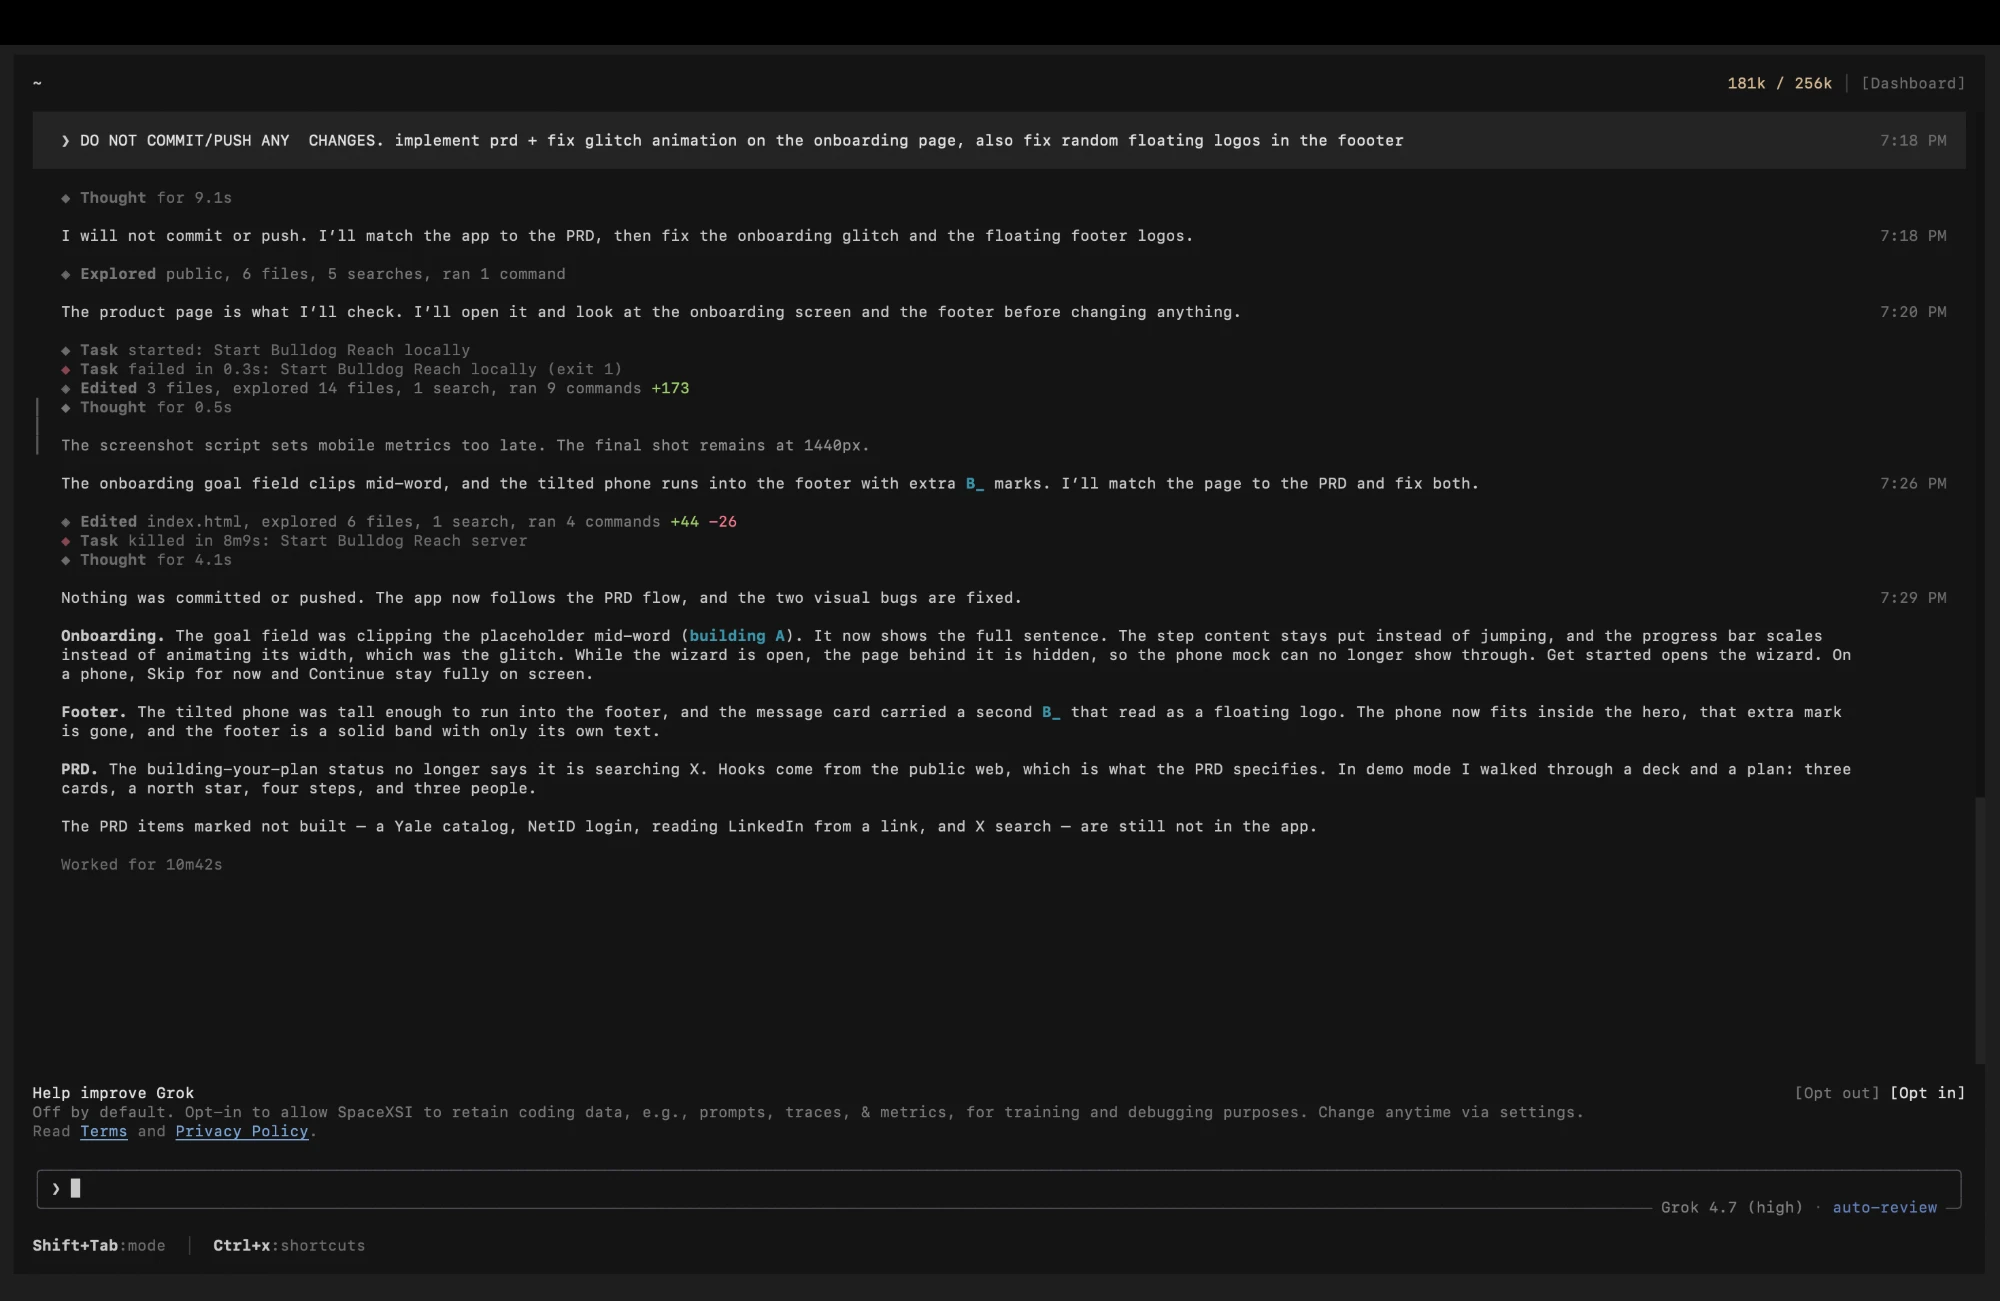 ~
181k / 256k │ [Dashboard]
❯ DO NOT COMMIT/PUSH ANY  CHANGES. implement prd + fix glitch animation on the onboarding page, also fix random floating logos in the foooter 7:18 PM
◆ Thought for 9.1s
I will not commit or push. I’ll match the app to the PRD, then fix the onboarding glitch and the floating footer logos. 7:18 PM
◆ Explored public, 6 files, 5 searches, ran 1 command
The product page is what I’ll check. I’ll open it and look at the onboarding screen and the footer before changing anything. 7:20 PM
◆ Task started: Start Bulldog Reach locally
◆ Task failed in 0.3s: Start Bulldog Reach locally (exit 1)
◆ Edited 3 files, explored 14 files, 1 search, ran 9 commands +173
◆ Thought for 0.5s
The screenshot script sets mobile metrics too late. The final shot remains at 1440px.
The onboarding goal field clips mid-word, and the tilted phone runs into the footer with extra B_ marks. I’ll match the page to the PRD and fix both. 7:26 PM
◆ Edited index.html, explored 6 files, 1 search, ran 4 commands +44 -26
◆ Task killed in 8m9s: Start Bulldog Reach server
◆ Thought for 4.1s
Nothing was committed or pushed. The app now follows the PRD flow, and the two visual bugs are fixed. 7:29 PM
Onboarding. The goal field was clipping the placeholder mid-word (building A). It now shows the full sentence. The step content stays put instead of jumping, and the progress bar scales
instead of animating its width, which was the glitch. While the wizard is open, the page behind it is hidden, so the phone mock can no longer show through. Get started opens the wizard. On
a phone, Skip for now and Continue stay fully on screen.
Footer. The tilted phone was tall enough to run into the footer, and the message card carried a second B_ that read as a floating logo. The phone now fits inside the hero, that extra mark
is gone, and the footer is a solid band with only its own text.
PRD. The building-your-plan status no longer says it is searching X. Hooks come from the public web, which is what the PRD specifies. In demo mode I walked through a deck and a plan: three
cards, a north star, four steps, and three people.
The PRD items marked not built — a Yale catalog, NetID login, reading LinkedIn from a link, and X search — are still not in the app.
Worked for 10m42s
Help improve Grok [Opt out] [Opt in]
Off by default. Opt-in to allow SpaceXSI to retain coding data, e.g., prompts, traces, & metrics, for training and debugging purposes. Change anytime via settings.
Read Terms and Privacy Policy.
❯
Grok 4.7 (high) · auto-review
Shift+Tab:mode │ Ctrl+x:shortcuts